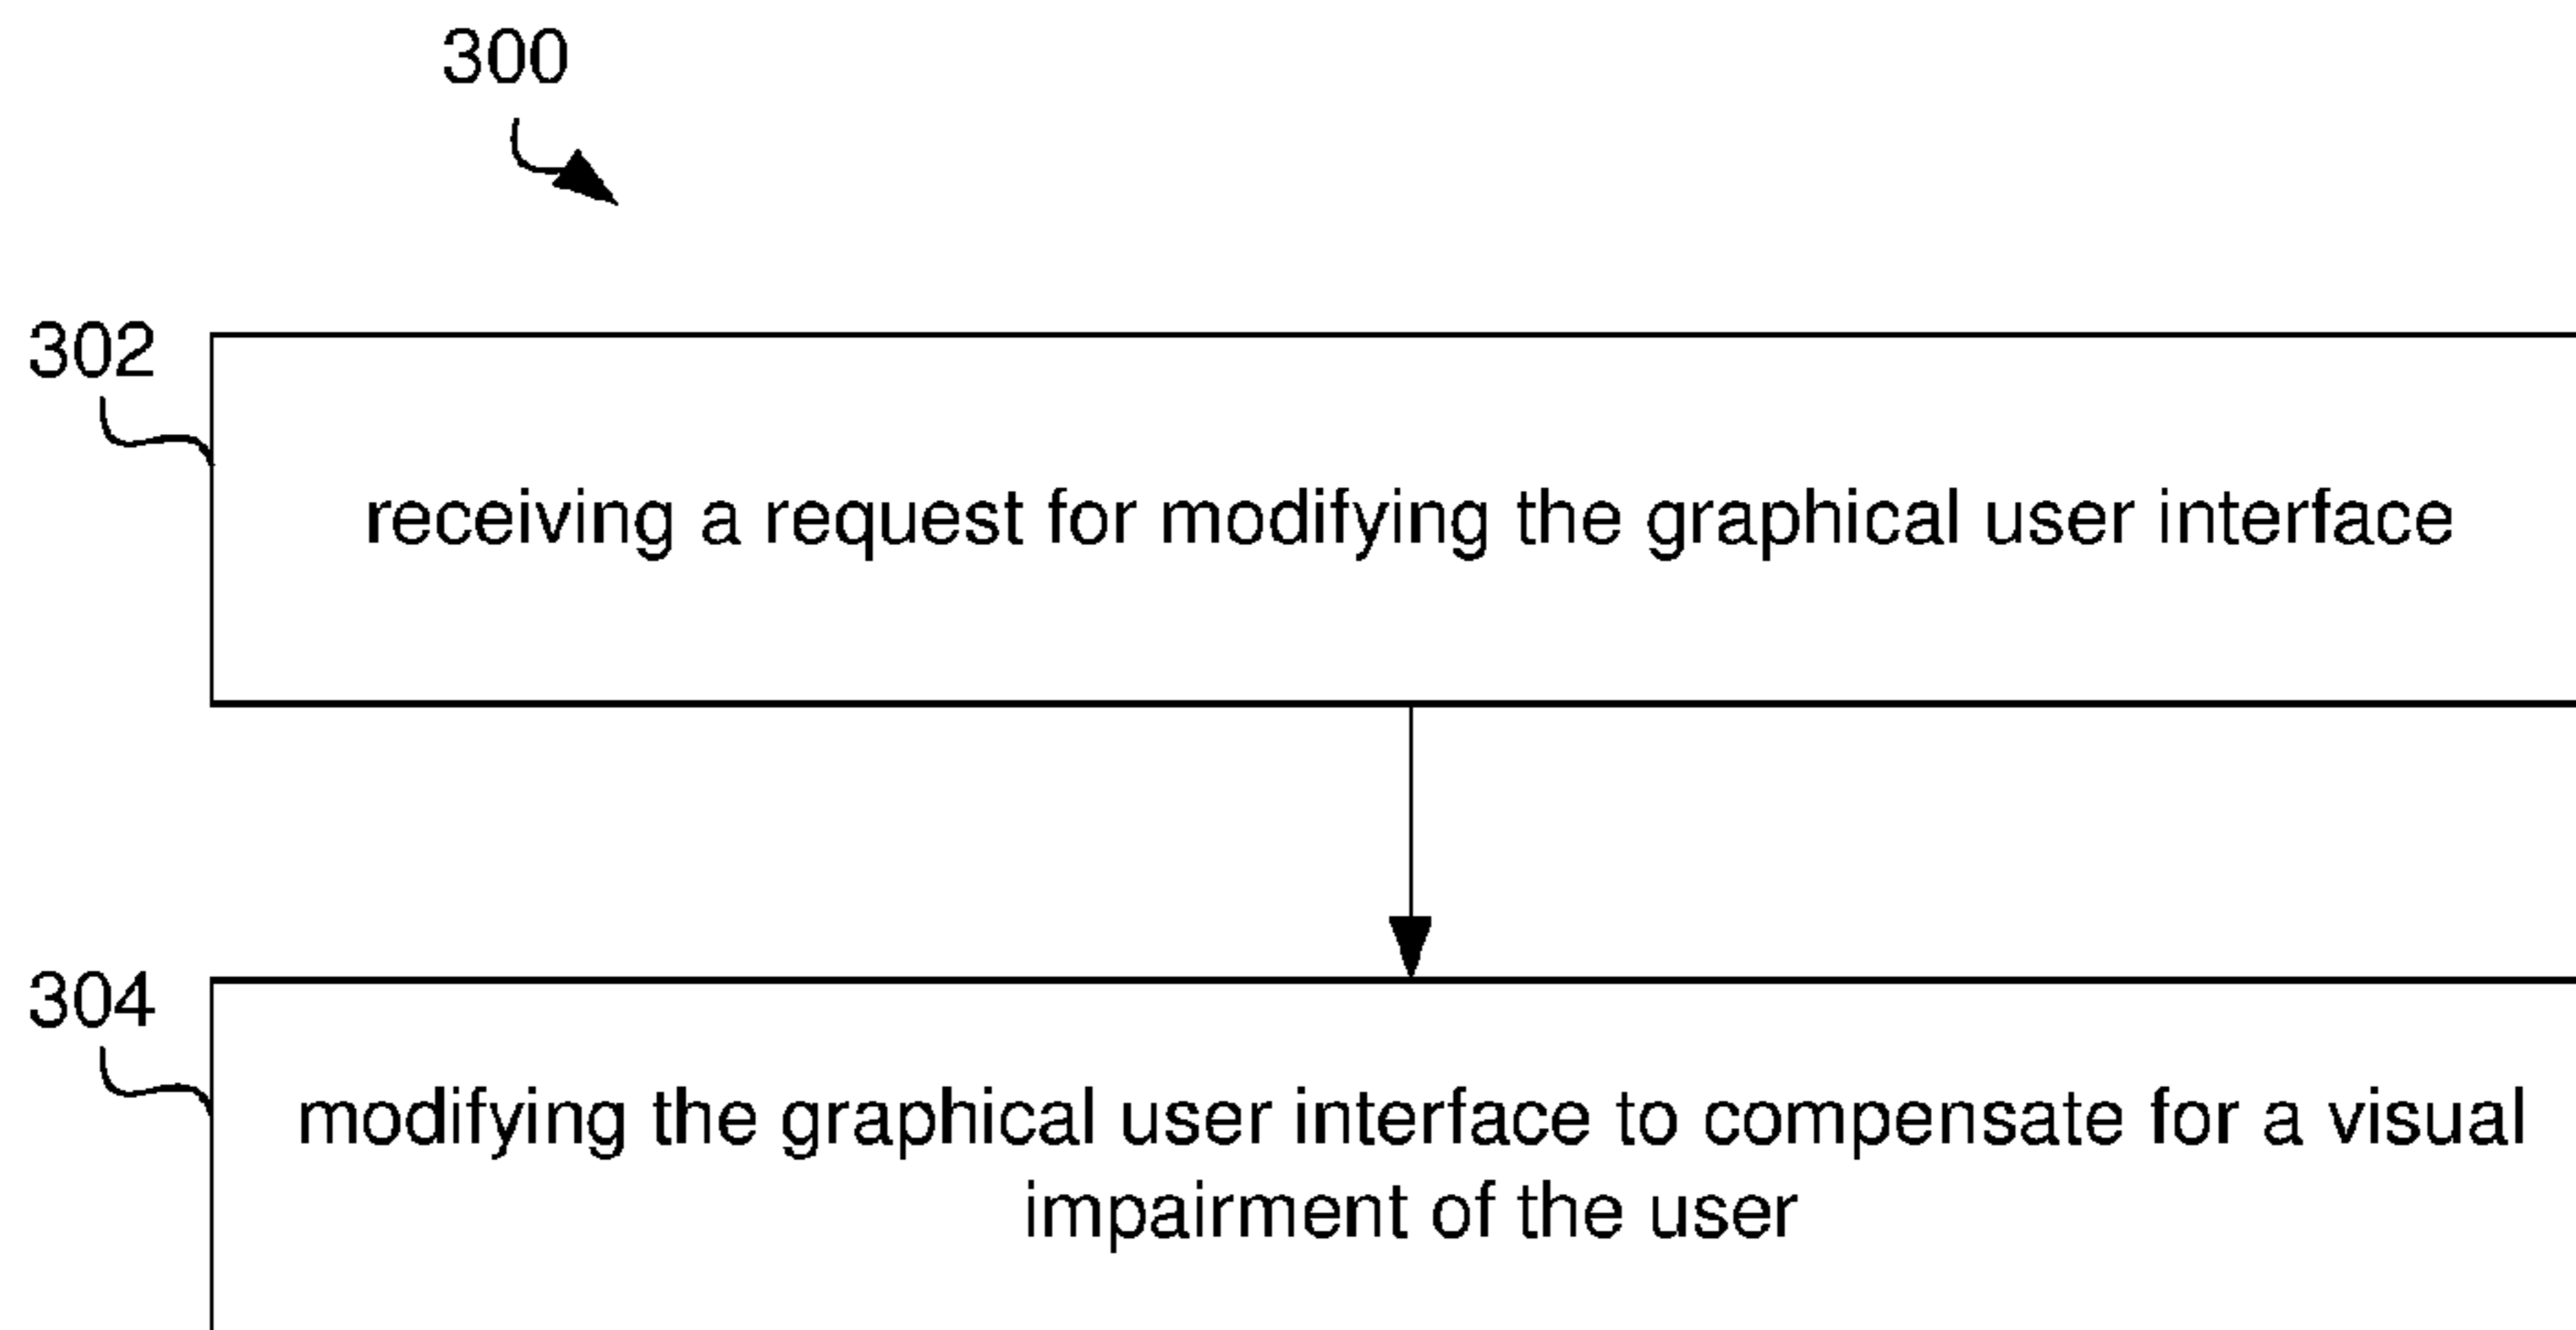 300
302
receiving a request for modifying the graphical user interface
304
modifying the graphical user interface to compensate for a visual
impairment of the user